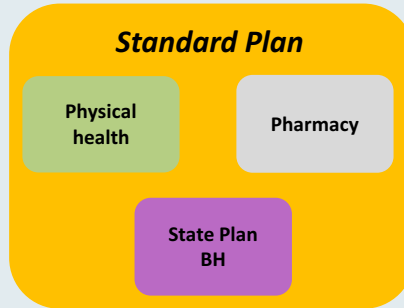 Standard Plan
Physical
health
Pharmacy
State Plan
BH